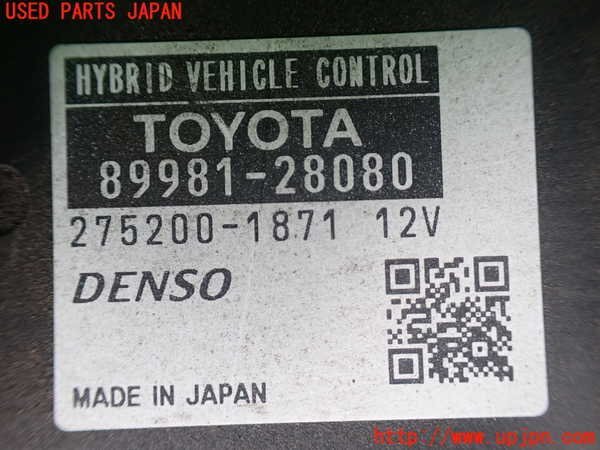 USED PARTS JAPAN
HYBRID VEHICLE CONTROL
TOYOTA
89981-28080
275200-1871 12V
DENSO
MADE IN JAPAN
http://www.upjpn.com